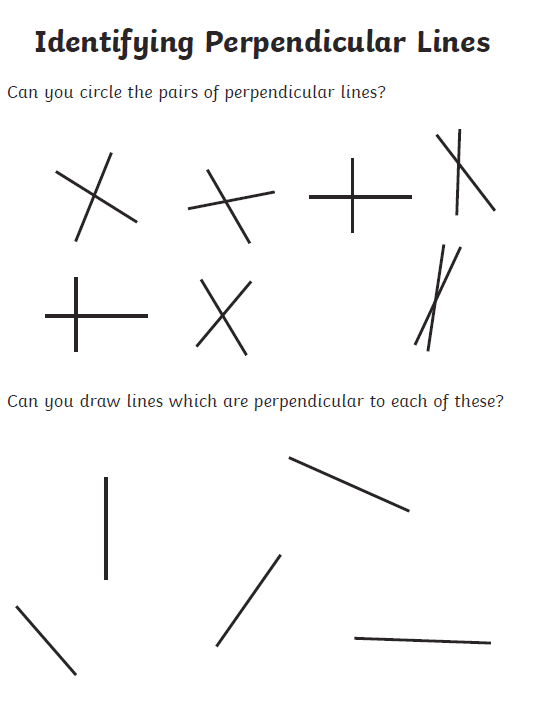 Identifying Perpendicular Lines
Can you circle the pairs of perpendicular lines?
Can you draw lines which are perpendicular to each of these?